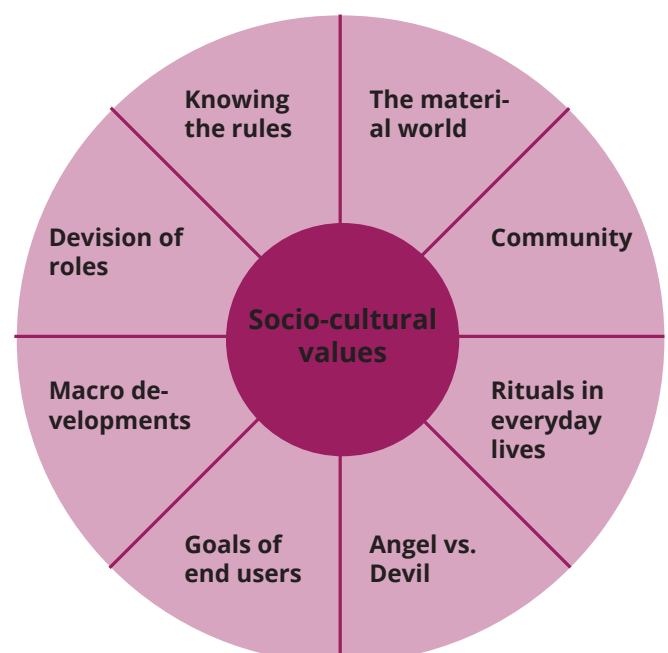 Knowing
the rules
The materi-
al world
Devision of
roles
Community
Socio-cultural
values
Macro de-
velopments
Rituals in
everyday
lives
Goals of
end users
Angel vs.
Devil